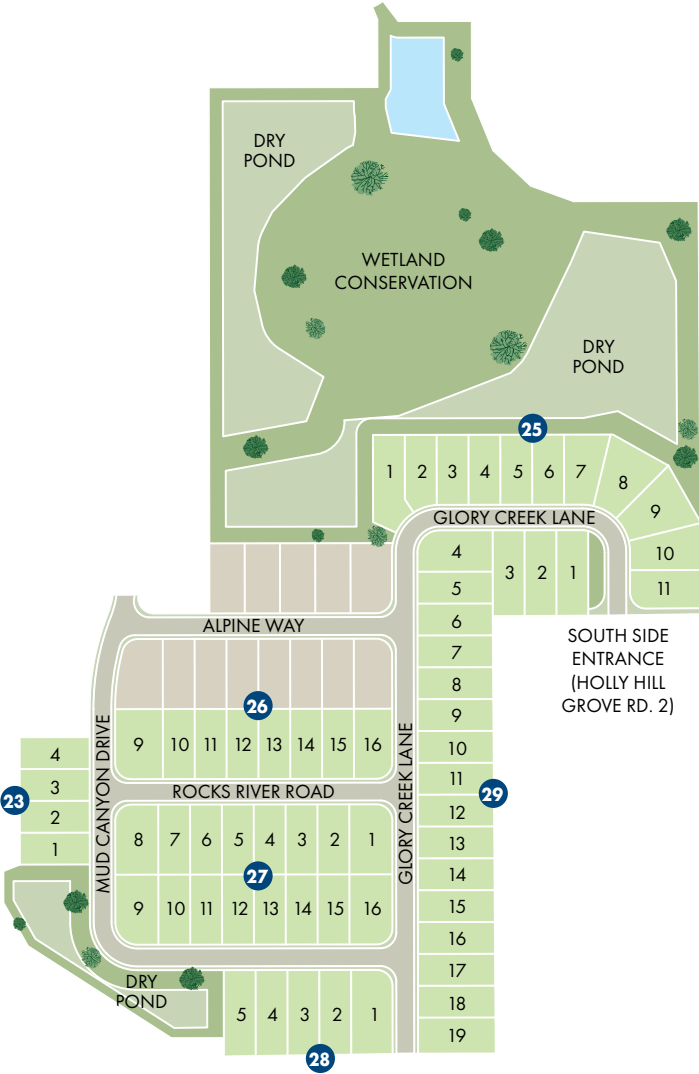 DRY
POND
WETLAND
CONSERVATION
DRY
POND
25
1 2 3 4 5 6 7 8
9
10
11
GLORY CREEK LANE
4
3 2 1
5
6
7
8
9
10
11
12
13
14
15
16
17
18
19
29
SOUTH SIDE
ENTRANCE
(HOLLY HILL
GROVE RD. 2)
ALPINE WAY
26
9 10 11 12 13 14 15 16
MUD CANYON DRIVE
GLORY CREEK LANE
ROCKS RIVER ROAD
4
3
2
1
23
8 7 6 5 4 3 2 1
27
9 10 11 12 13 14 15 16
DRY
POND
5 4 3 2 1
28